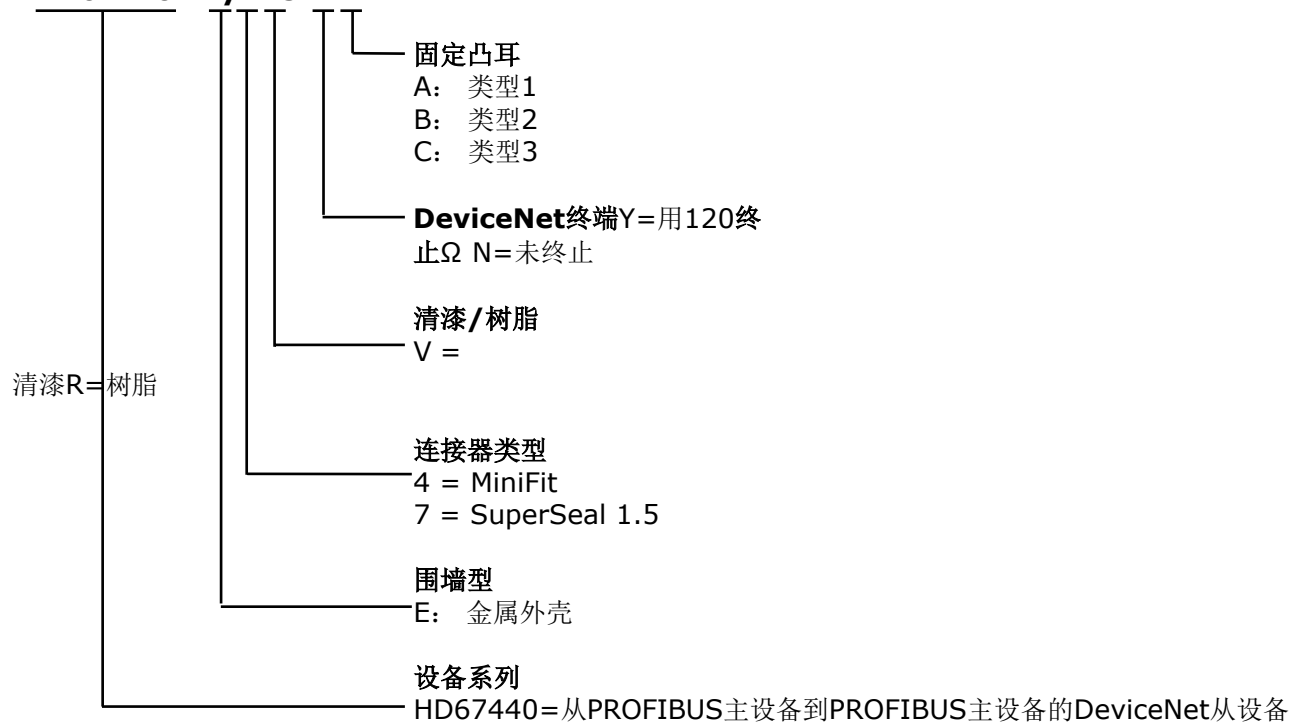 固定凸耳
A： 类型1
B： 类型2
C： 类型3
DeviceNet终端Y=用120终
止Ω N=未终止
清漆/树脂
V =
清漆R=树脂
连接器类型
4 = MiniFit
7 = SuperSeal 1.5
围墙型
E： 金属外壳
设备系列
HD67440=从PROFIBUS主设备到PROFIBUS主设备的DeviceNet从设备